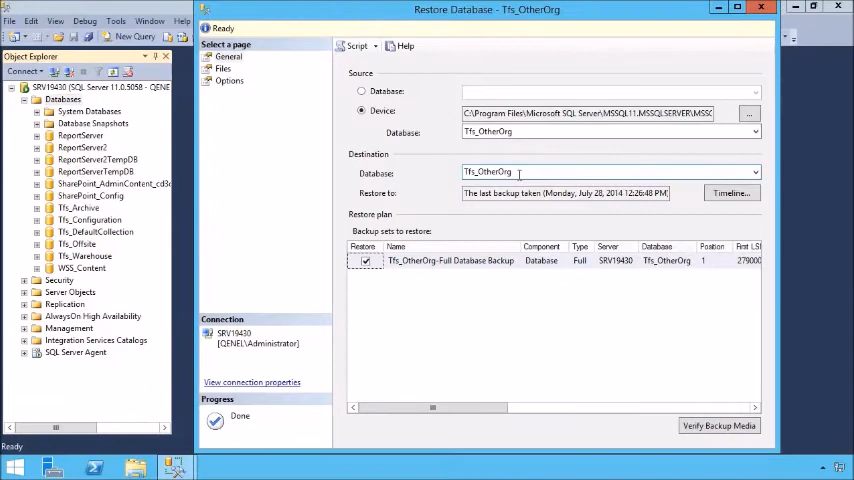 Restore Database - Tfs_OtherOrg
File Edit View Debug Tools Window
New Query
Object Explorer
Connect
SRV19430 (SQL Server 11.0.5058 - QENEL
Databases
System Databases
Database Snapshots
ReportServer
ReportServer2
ReportServer2TempDB
ReportServerTempDB
SharePoint_AdminContent_cd3c
SharePoint_Config
Tfs_Archive
Tfs_Configuration
Tfs_DefaultCollection
Tfs_Offsite
Tfs_Warehouse
WSS_Content
Security
Server Objects
Replication
AlwaysOn High Availability
Management
Integration Services Catalogs
SQL Server Agent
Ready
Ready
Select a page
General
Files
Options
Connection
SRV19430
[QENEL\Administrator]
View connection properties
Progress
Done
Script Help
Source
Database:
Device: C:\Program Files\Microsoft SQL Server\MSSQL11.MSSQLSERVER\MSSQ ...
Database: Tfs_OtherOrg
Destination
Database: Tfs_OtherOrg
Restore to: The last backup taken (Monday, July 28, 2014 12:26:48 PM) Timeline...
Restore plan
Backup sets to restore:
Restore Name Component Type Server Database Position First LS
Tfs_OtherOrg-Full Database Backup Database Full SRV19430 Tfs_OtherOrg 1 279000
Verify Backup Media